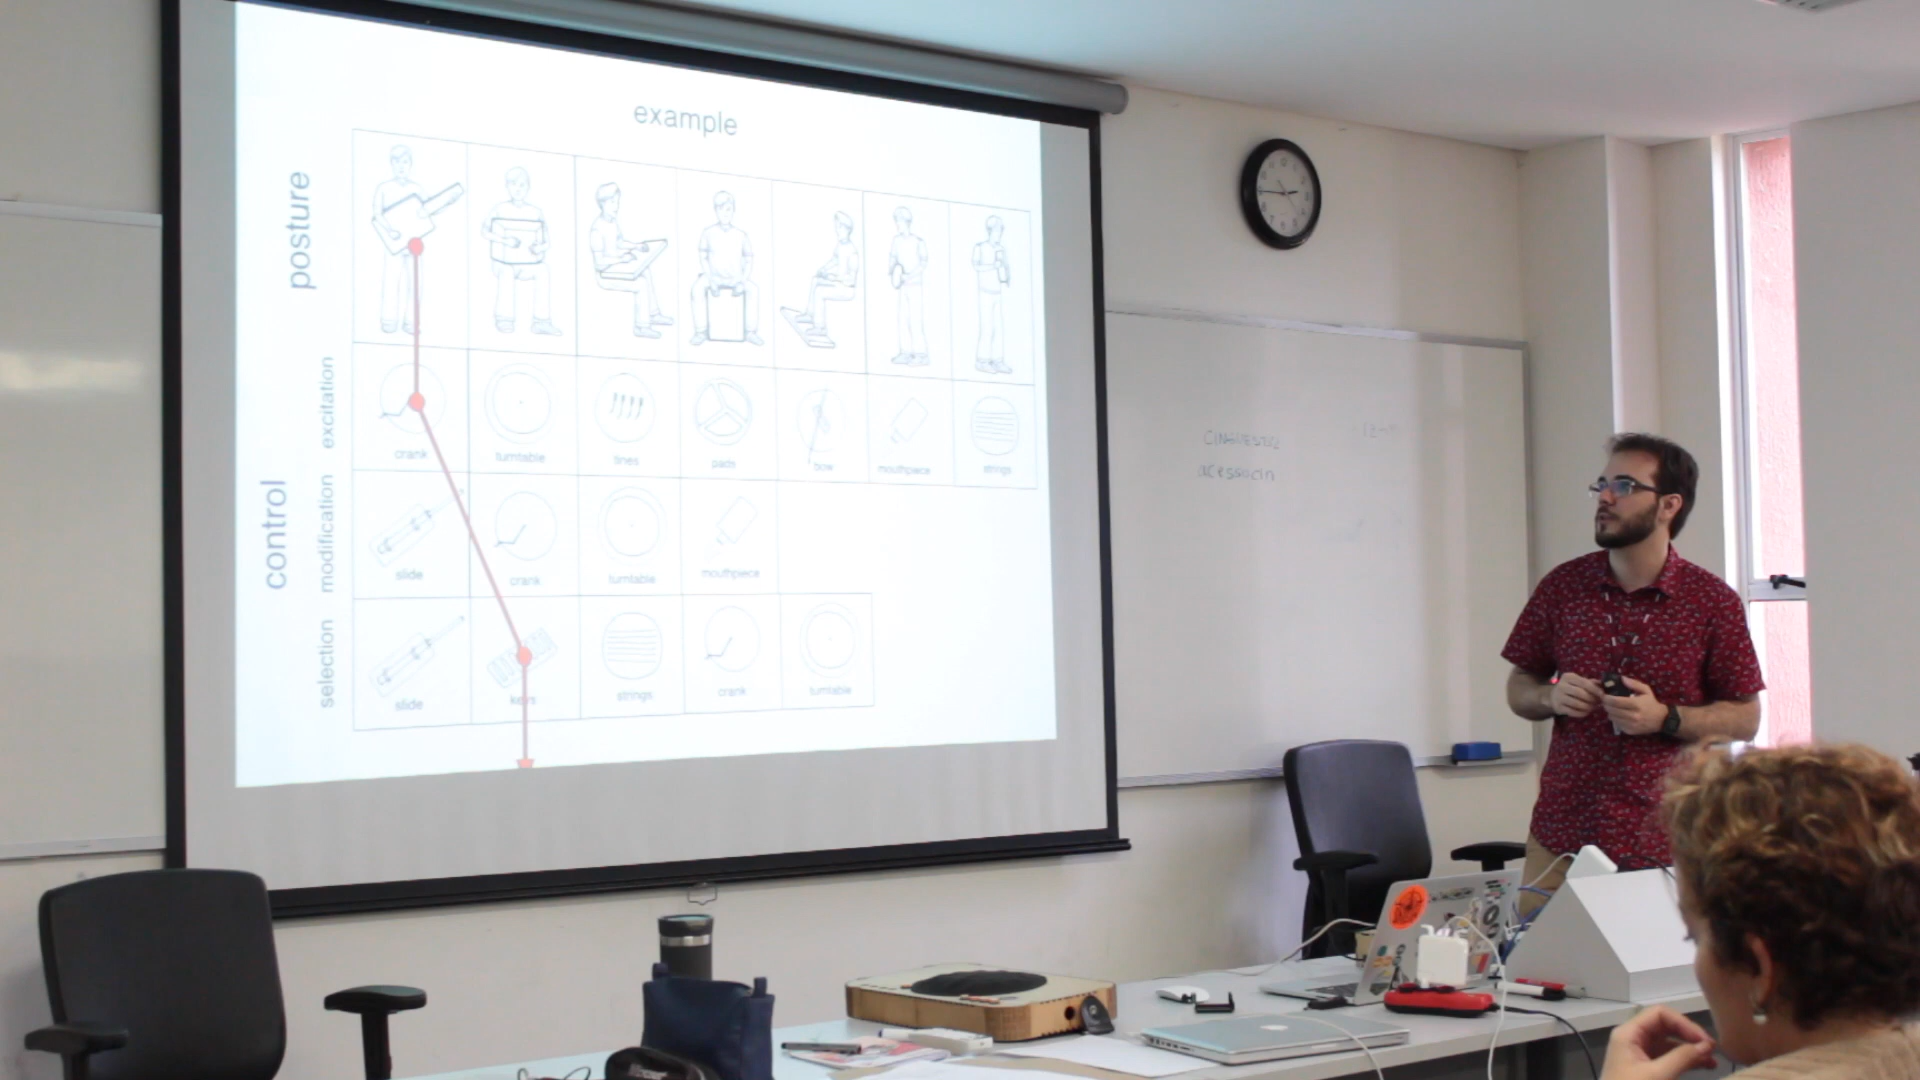 example
posture
control
excitation
crank turntable tines pads bow mouthpiece strings
modification
slide crank turntable mouthpiece
selection
slide keys strings crank turntable